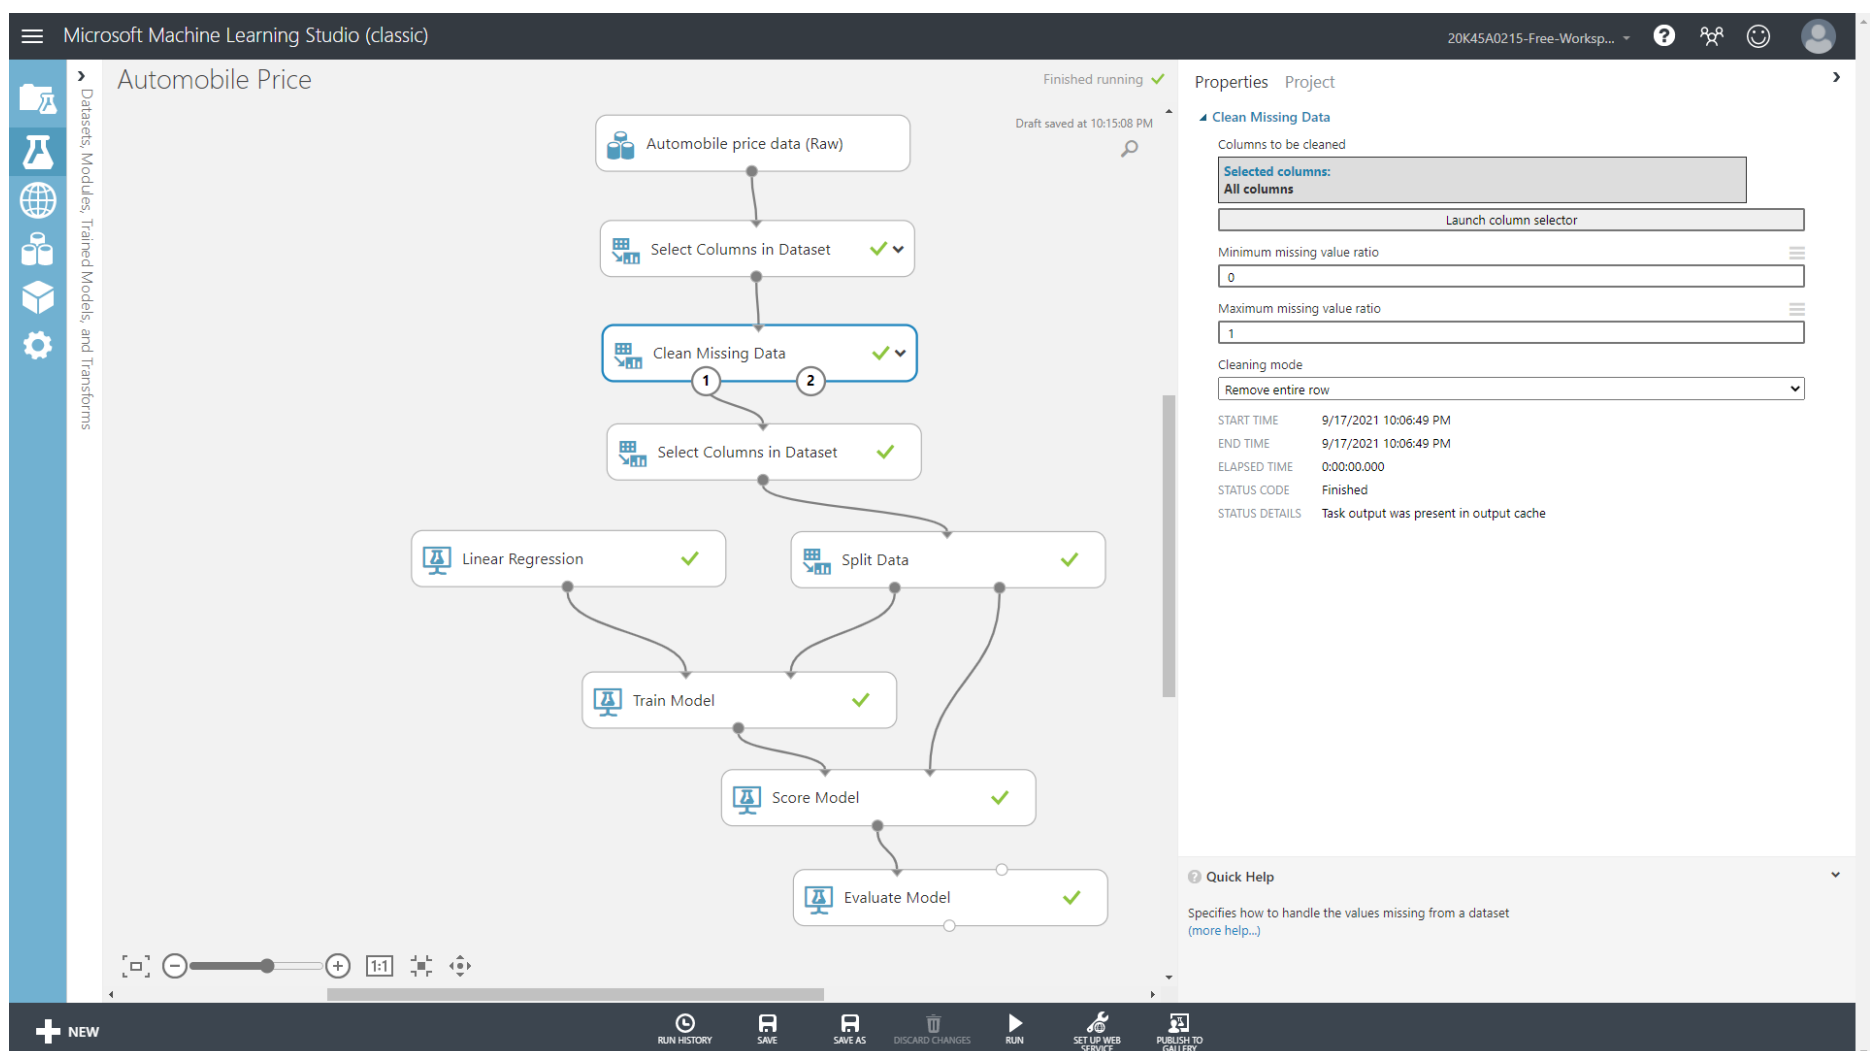 Microsoft Machine Learning Studio (classic)
20K45A0215-Free-Worksp...
Datasets, Modules, Trained Models, and Transforms
Automobile Price
Finished running
Draft saved at 10:15:08 PM
Automobile price data (Raw)
Select Columns in Dataset
Clean Missing Data
1 2
Select Columns in Dataset
Linear Regression
Split Data
Train Model
Score Model
Evaluate Model
1:1
Properties Project
Clean Missing Data
Columns to be cleaned
Selected columns:
All columns
Launch column selector
Minimum missing value ratio
0
Maximum missing value ratio
1
Cleaning mode
Remove entire row
START TIME 9/17/2021 10:06:49 PM
END TIME 9/17/2021 10:06:49 PM
ELAPSED TIME 0:00:00.000
STATUS CODE Finished
STATUS DETAILS Task output was present in output cache
Quick Help
Specifies how to handle the values missing from a dataset
(more help...)
NEW
RUN HISTORY
SAVE
SAVE AS
DISCARD CHANGES
RUN
SET UP WEB
SERVICE
PUBLISH TO
GALLERY